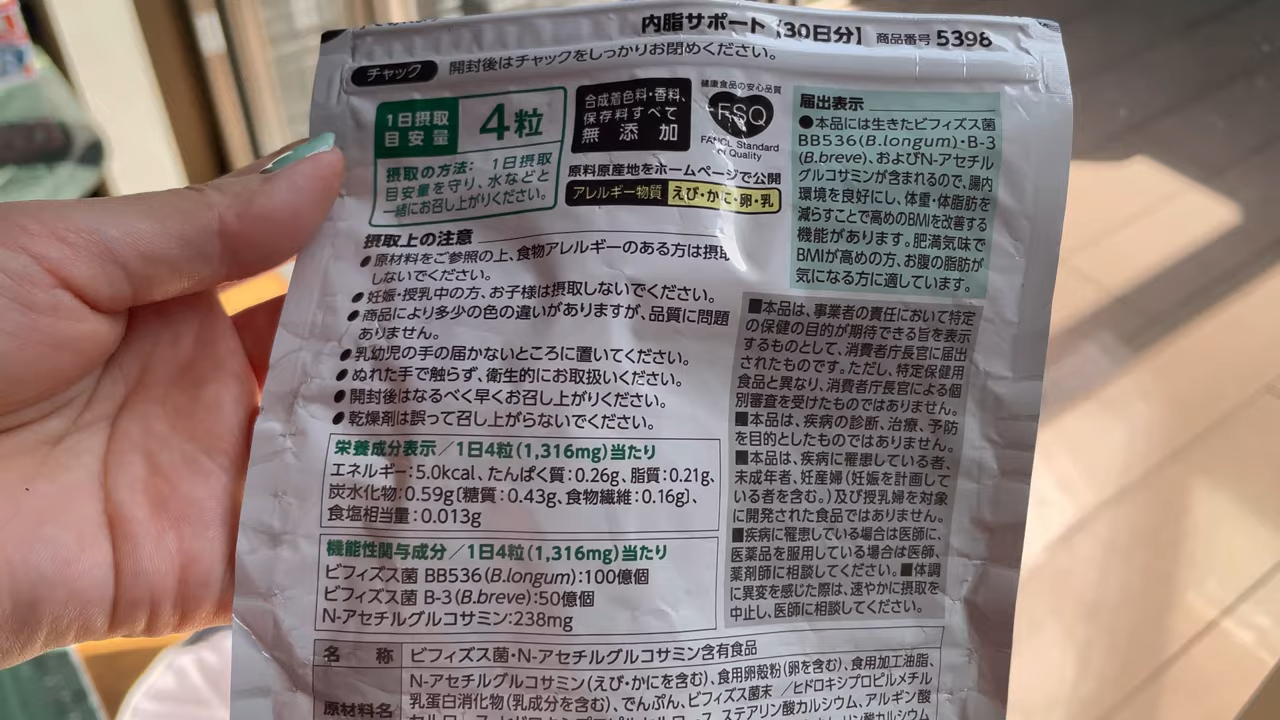 内脂サポート【30日分】 商品番号 5398
チャック 開封後はチャックをしっかりお閉めください。
1日摂取
目安量
4粒
摂取の方法: 1日摂取
目安量を守り、水などと
一緒にお召し上がりください。
合成着色料・香料、
保存料すべて
無添加
健康食品の安心品質
FSQ
FANCL Standard
of Quality
原料原産地をホームページで公開
アレルギー物質 えび・かに・卵・乳
摂取上の注意
●原材料をご参照の上、食物アレルギーのある方は摂取
しないでください。
●妊娠・授乳中の方、お子様は摂取しないでください。
●商品により多少の色の違いがありますが、品質に問題
ありません。
●乳幼児の手の届かないところに置いてください。
●ぬれた手で触らず、衛生的にお取扱いください。
●開封後はなるべく早くお召し上がりください。
●乾燥剤は誤って召し上がらないでください。
栄養成分表示/1日4粒(1,316mg)当たり
エネルギー:5.0kcal、たんぱく質:0.26g、脂質:0.21g、
炭水化物:0.59g〔糖質:0.43g、食物繊維:0.16g〕、
食塩相当量:0.013g
機能性関与成分/1日4粒(1,316mg)当たり
ビフィズス菌 BB536(B.longum):100億個
ビフィズス菌 B-3(B.breve):50億個
N-アセチルグルコサミン:238mg
届出表示
●本品には生きたビフィズス菌
BB536(B.longum)・B-3
(B.breve)、およびN-アセチル
グルコサミンが含まれるので、腸内
環境を良好にし、体重・体脂肪を
減らすことで高めのBMIを改善する
機能があります。肥満気味で
BMIが高めの方、お腹の脂肪が
気になる方に適しています。
■本品は、事業者の責任において特定
の保健の目的が期待できる旨を表示
するものとして、消費者庁長官に届出
されたものです。ただし、特定保健用
食品と異なり、消費者庁長官による個
別審査を受けたものではありません。
■本品は、疾病の診断、治療、予防
を目的としたものではありません。
■本品は、疾病に罹患している者、
未成年者、妊産婦(妊娠を計画して
いる者を含む。)及び授乳婦を対象
に開発された食品ではありません。
■疾病に罹患している場合は医師に、
医薬品を服用している場合は医師、
薬剤師に相談してください。■体調
に異変を感じた際は、速やかに摂取を
中止し、医師に相談してください。
名 称 ビフィズス菌・N-アセチルグルコサミン含有食品
原材料名 N-アセチルグルコサミン(えび・かにを含む)、食用卵殻粉(卵を含む)、食用加工油脂、
乳蛋白消化物(乳成分を含む)、でんぷん、ビフィズス菌末 /ヒドロキシプロピルメチル
ステアリン酸カルシウム、アルギン酸